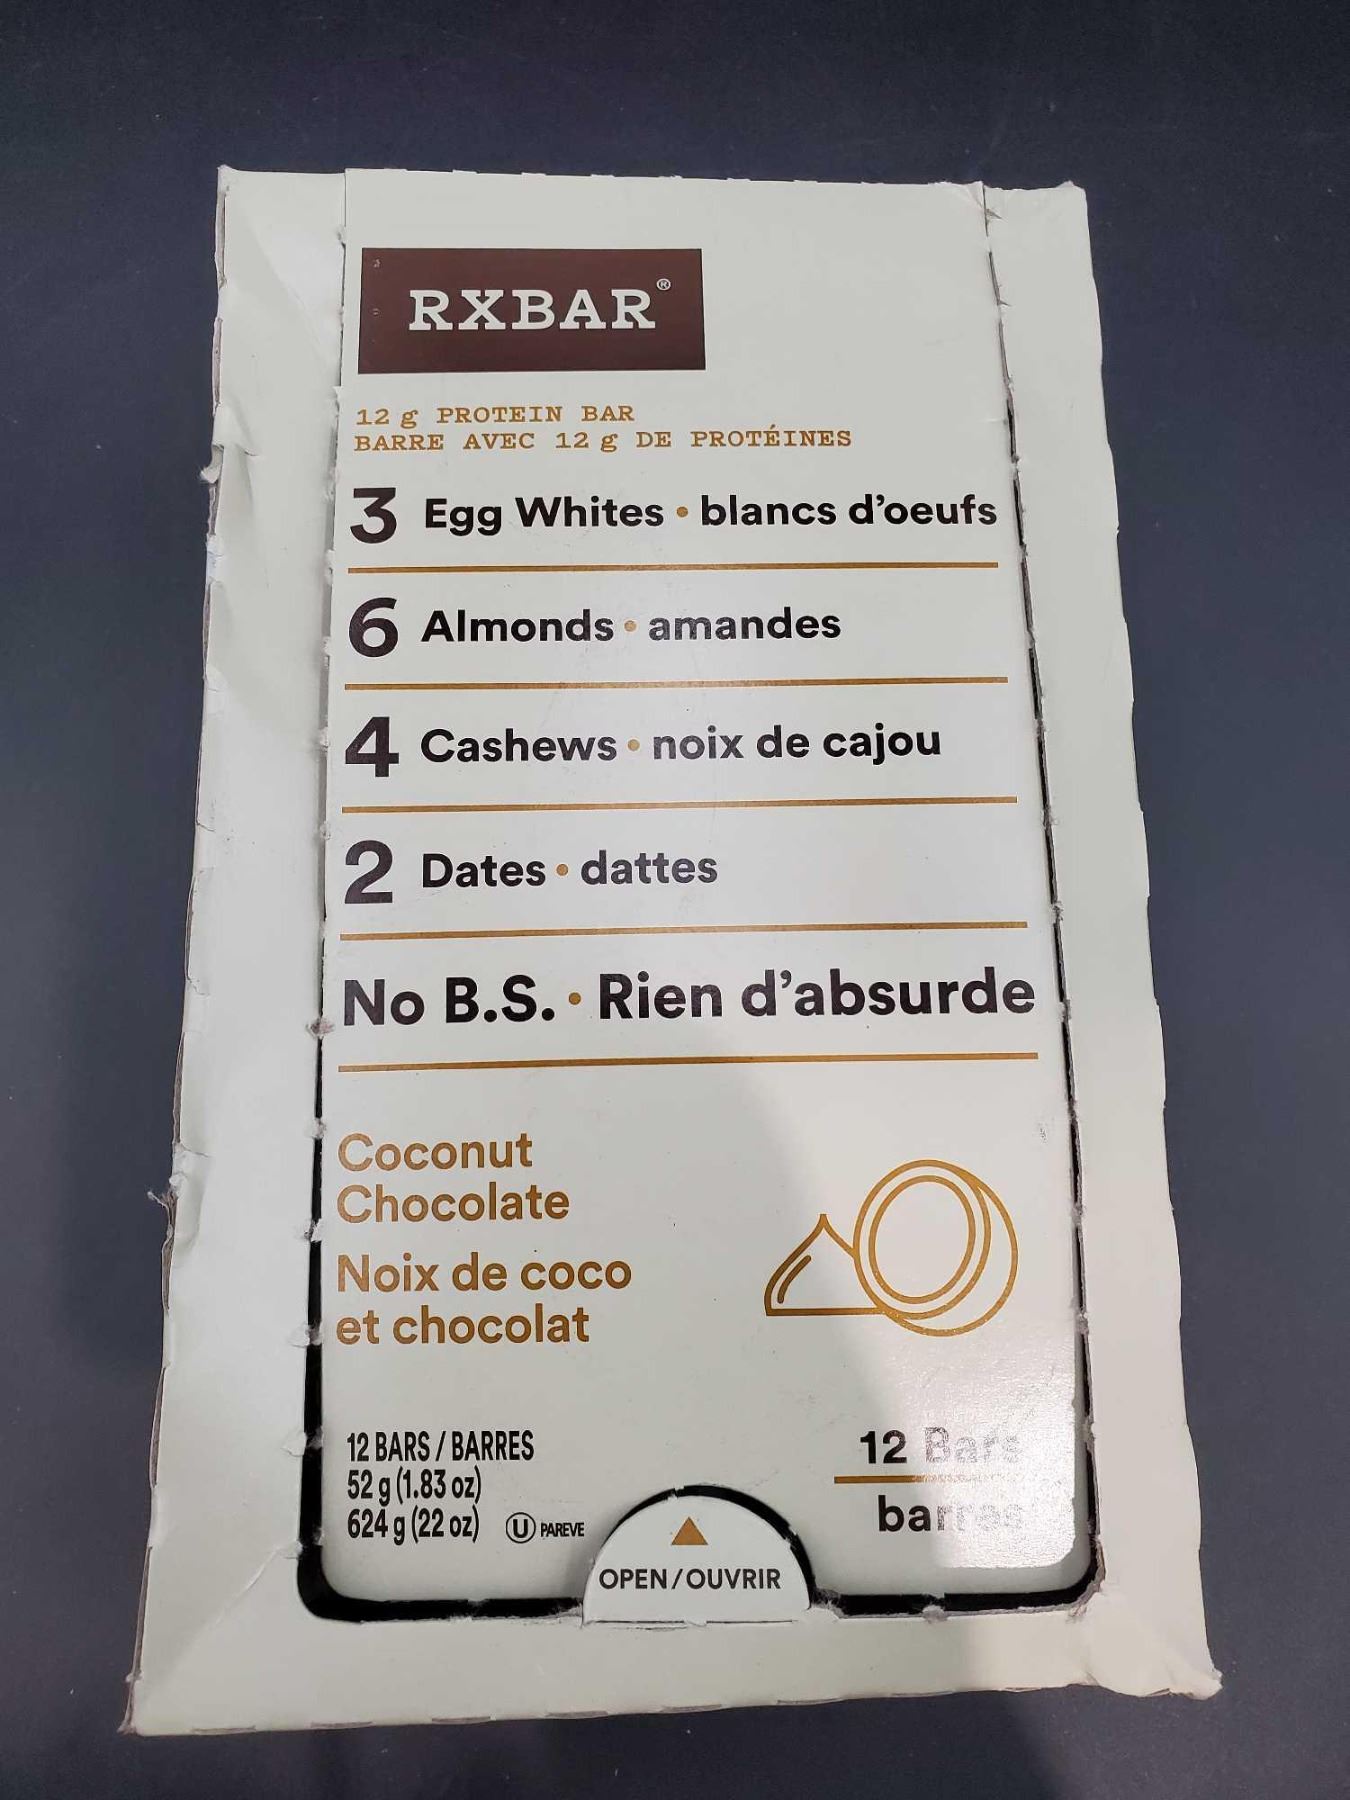 RXBAR®
12 g PROTEIN BAR
BARRE AVEC 12 g DE PROTÉINES
3 Egg Whites • blancs d'oeufs
6 Almonds • amandes
4 Cashews • noix de cajou
2 Dates • dattes
No B.S. • Rien d'absurde
Coconut
Chocolate
Noix de coco
et chocolat
12 BARS / BARRES
52 g (1.83 oz)
624 g (22 oz) U PAREVE
12 Bars
barres
OPEN/OUVRIR